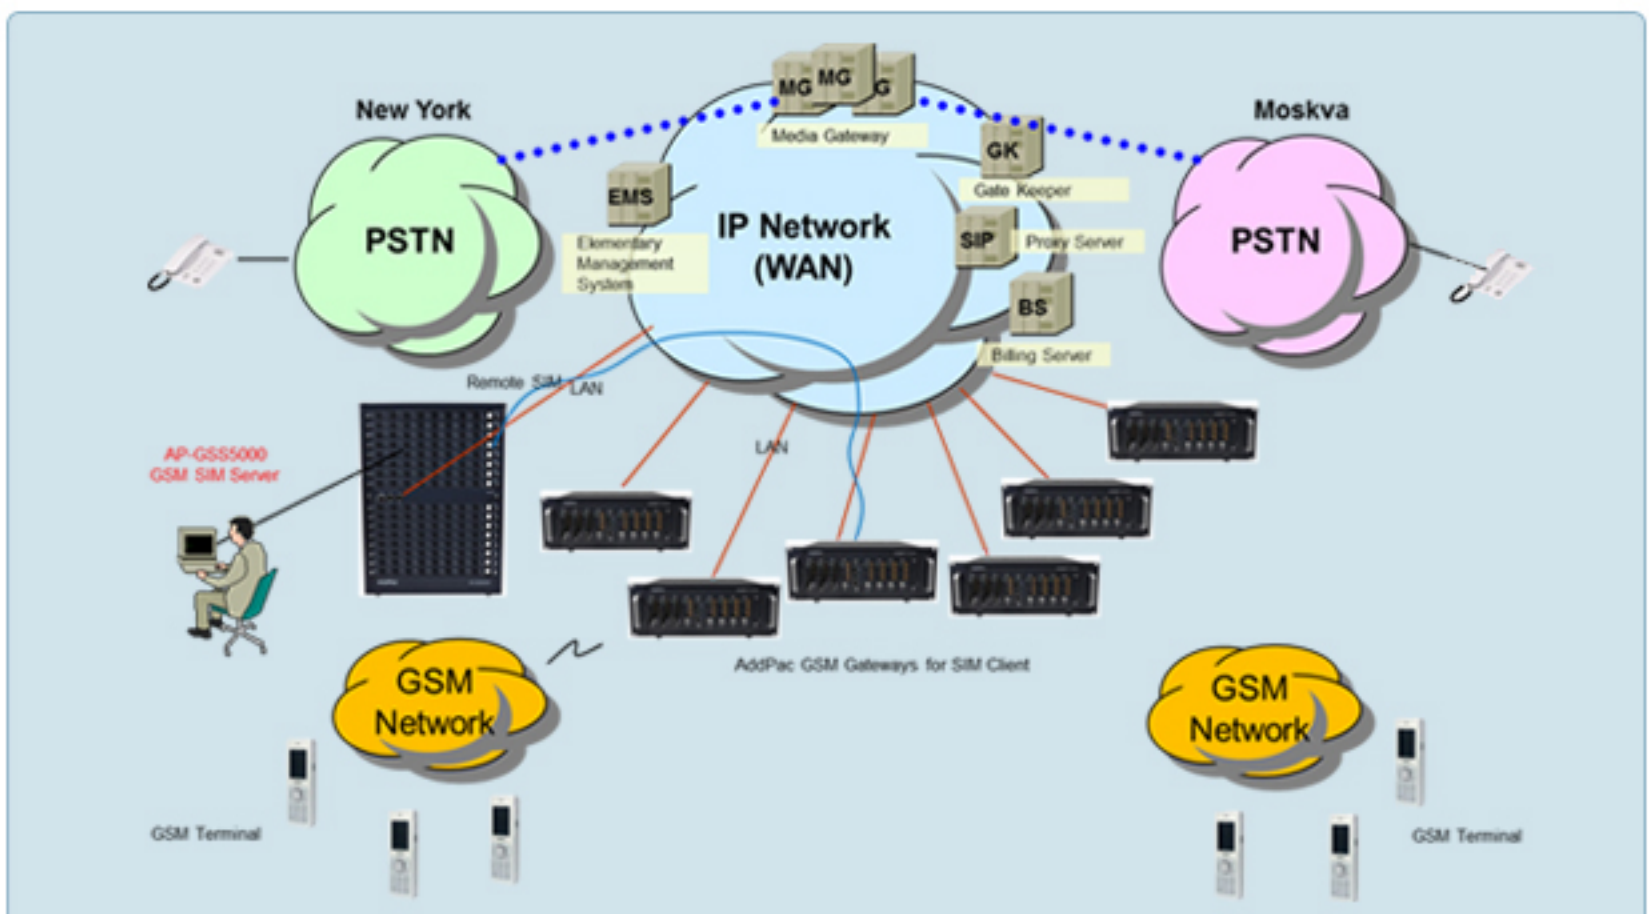 New York
Moskva
MG
MG
G
Media Gateway
GK
Gate Keeper
EMS
Elementary
Management
System
PSTN
IP Network
(WAN)
SIP
Proxy Server
PSTN
BS
Billing Server
Remote SIM
LAN
LAN
AP-GSS5000
GSM SIM Server
AddPac GSM Gateways for SIM Client
GSM
Network
GSM
Network
GSM Terminal
GSM Terminal